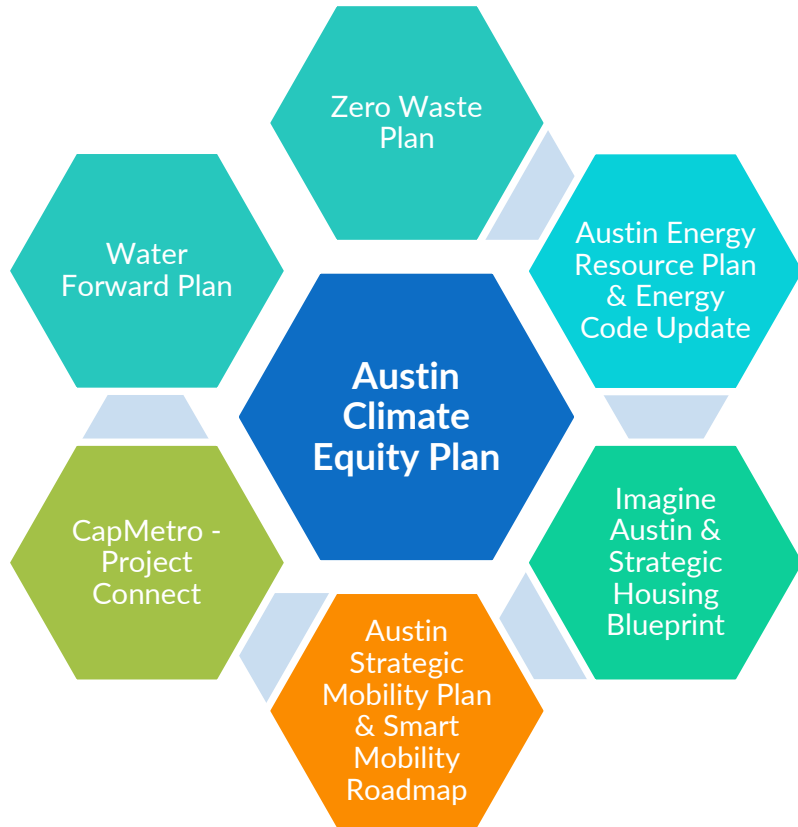 Zero Waste
Plan
Austin Energy
Resource Plan
& Energy
Code Update
Water
Forward Plan
Austin
Climate
Equity Plan
Imagine
Austin &
Strategic
Housing
Blueprint
CapMetro -
Project
Connect
Austin
Strategic
Mobility Plan
& Smart
Mobility
Roadmap